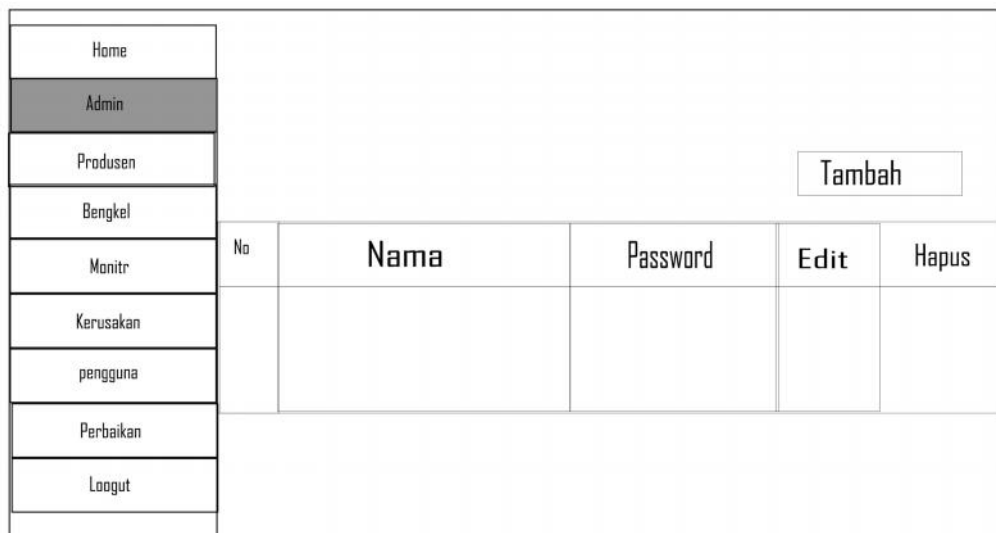 Home
Admin
Produsen
Bengkel
Monitr
Kerusakan
pengguna
Perbaikan
Loogut
Tambah
No Nama Password Edit Hapus